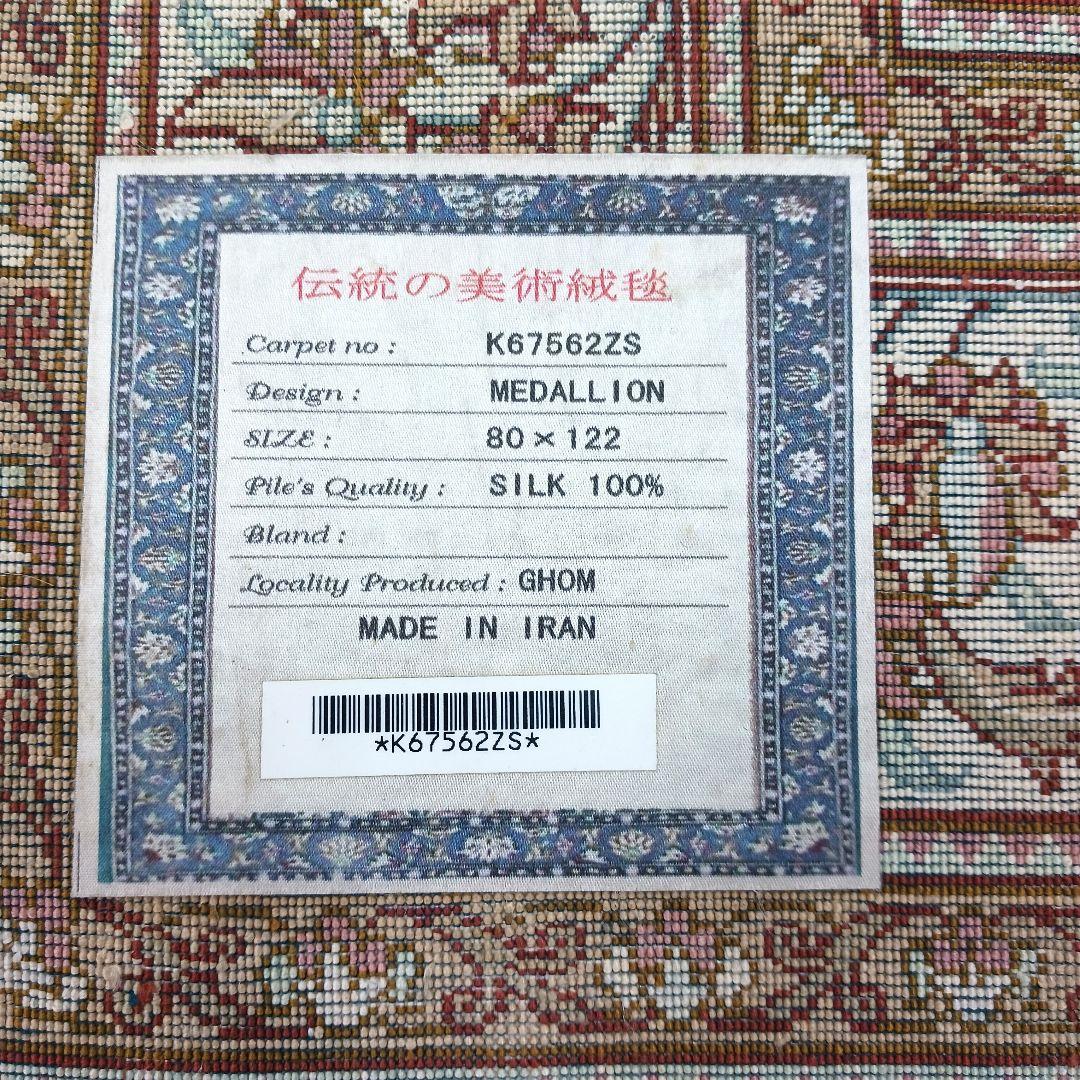 伝統の美術絨毯
Carpet no : K67562ZS
Design : MEDALLION
SIZE : 80×122
Pile's Quality : SILK 100%
Bland :
Locality Produced : GHOM
MADE IN IRAN
*K67562ZS*